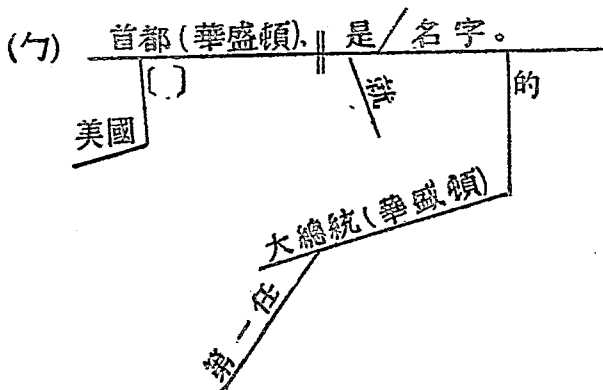 (ㄅ) 首都(華盛頓)、是 名字。
[ ]
就
的
美國
大總統(華盛頓)
第一任